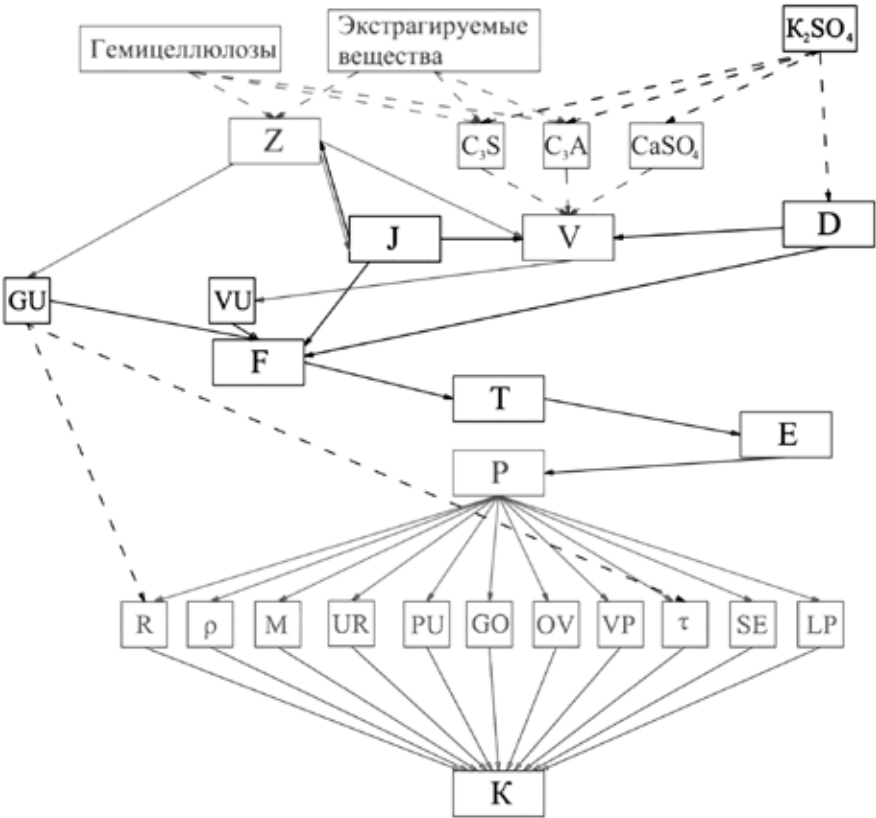 Гемицеллюлозы
Экстрагируемые
вещества
K₂SO₄
Z
C₃S
C₃A
CaSO₄
J
V
D
GU
VU
F
T
E
P
R
ρ
M
UR
PU
GO
OV
VP
τ
SE
LP
K